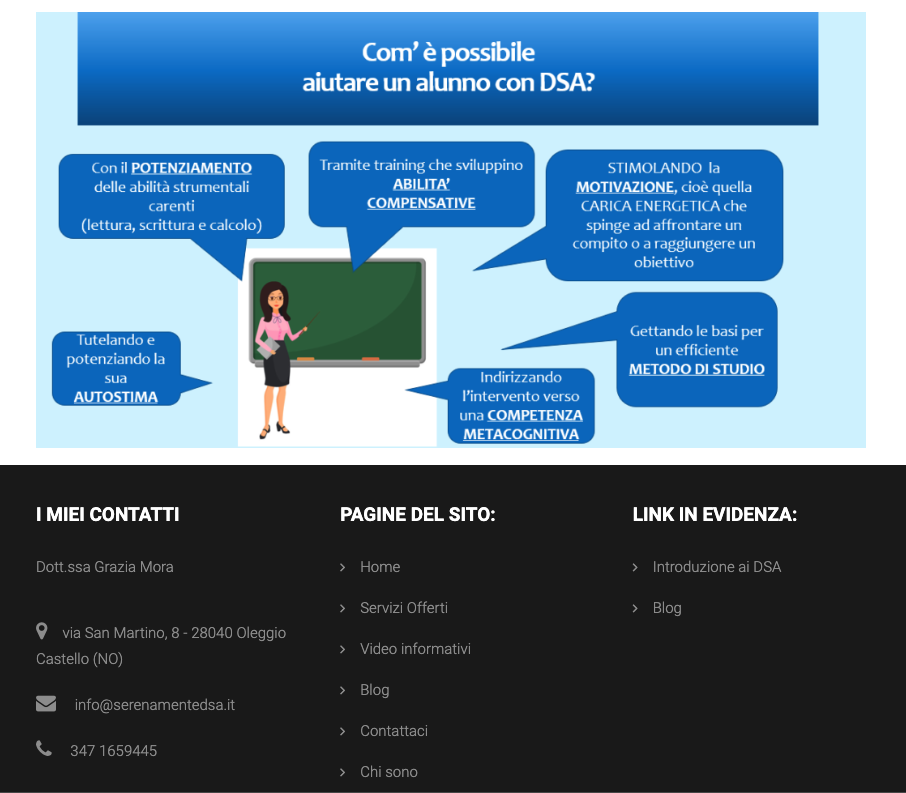 Com' è possibile
aiutare un alunno con DSA?
Con il POTENZIAMENTO
delle abilità strumentali
carenti
(lettura, scrittura e calcolo)
Tramite training che sviluppino
ABILITA'
COMPENSATIVE
STIMOLANDO la
MOTIVAZIONE, cioè quella
CARICA ENERGETICA che
spinge ad affrontare un
compito o a raggiungere un
obiettivo
Tutelando e
potenziando la
sua
AUTOSTIMA
Indirizzando
l'intervento verso
una COMPETENZA
METACOGNITIVA
Gettando le basi per
un efficiente
METODO DI STUDIO
I MIEI CONTATTI
Dott.ssa Grazia Mora
via San Martino, 8 - 28040 Oleggio
Castello (NO)
info@serenamentedsa.it
347 1659445
PAGINE DEL SITO:
Home
Servizi Offerti
Video informativi
Blog
Contattaci
Chi sono
LINK IN EVIDENZA:
Introduzione ai DSA
Blog